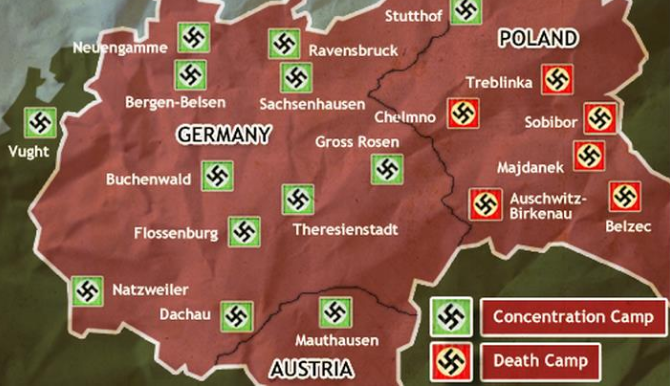 Stutthof
POLAND
Neuengamme
Ravensbruck
Treblinka
Bergen-Belsen
Sachsenhausen
Chelmno
Sobibor
GERMANY
Gross Rosen
Vught
Majdanek
Buchenwald
Auschwitz-
Birkenau
Belzec
Flossenburg
Theresienstadt
Natzweiler
Dachau
Mauthausen
Concentration Camp
AUSTRIA
Death Camp